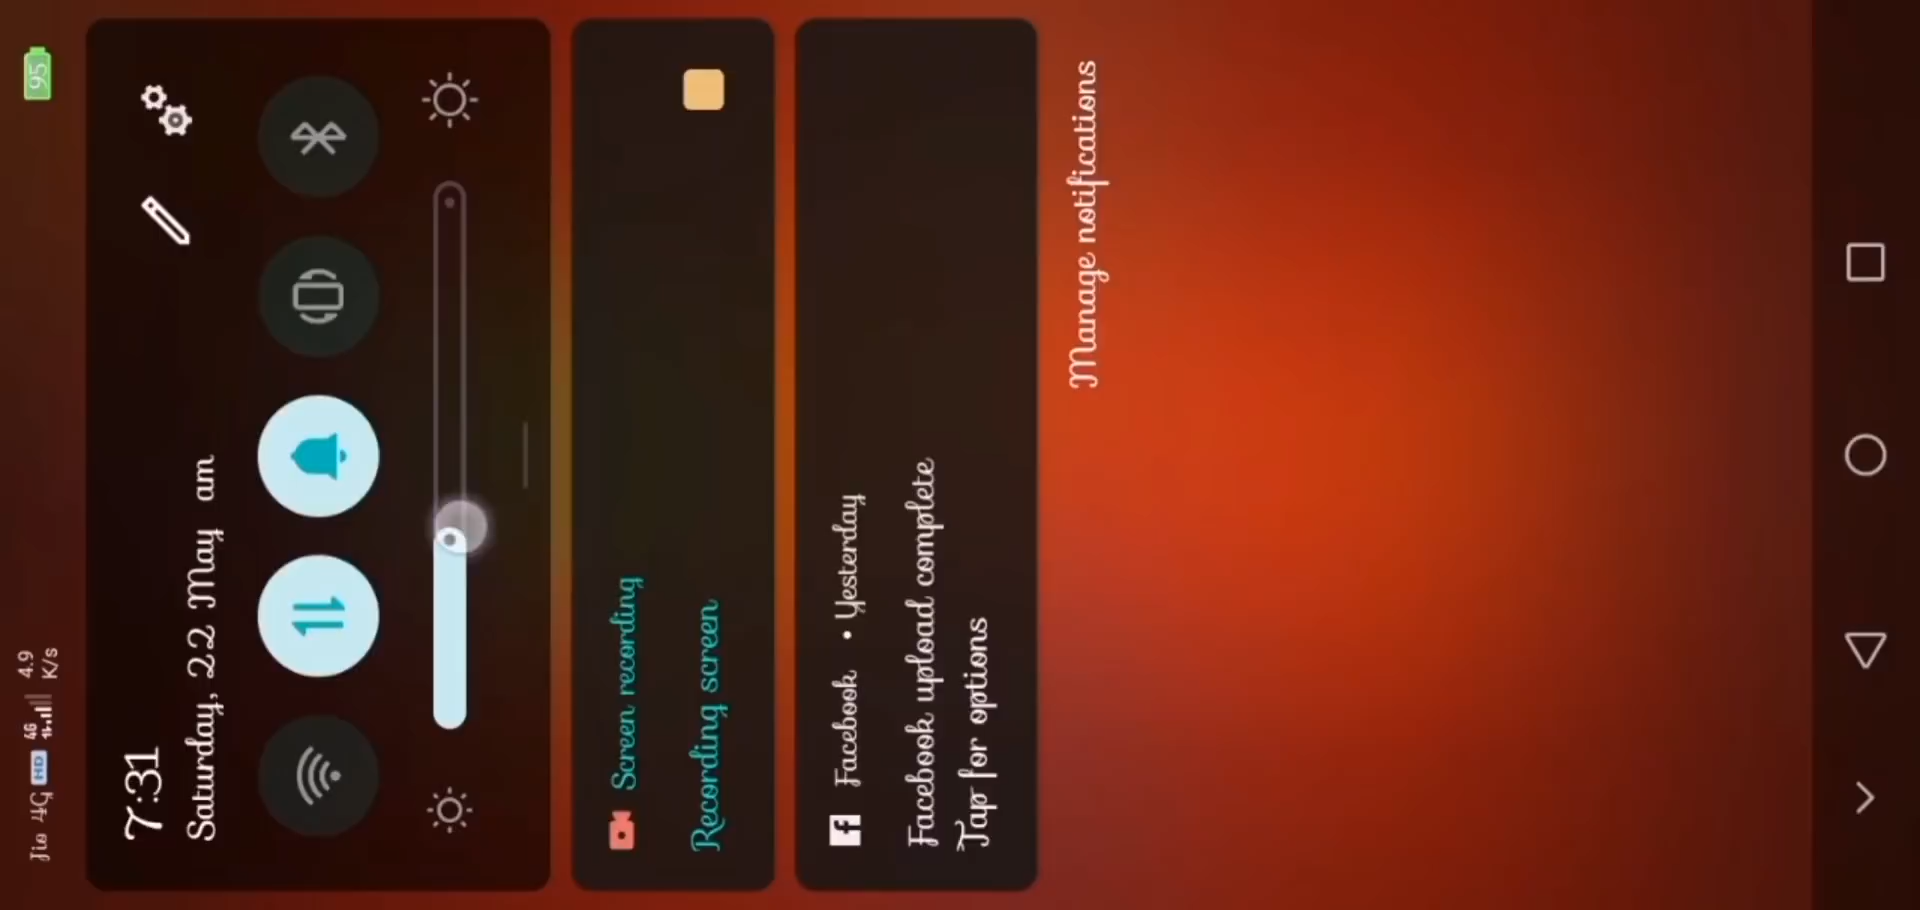 Jio 4G HD 4G 4.9 K/s 95
7:31
Saturday, 22 May am
Screen recording
Recording screen
Facebook • Yesterday
Facebook upload complete
Tap for options
Manage notifications